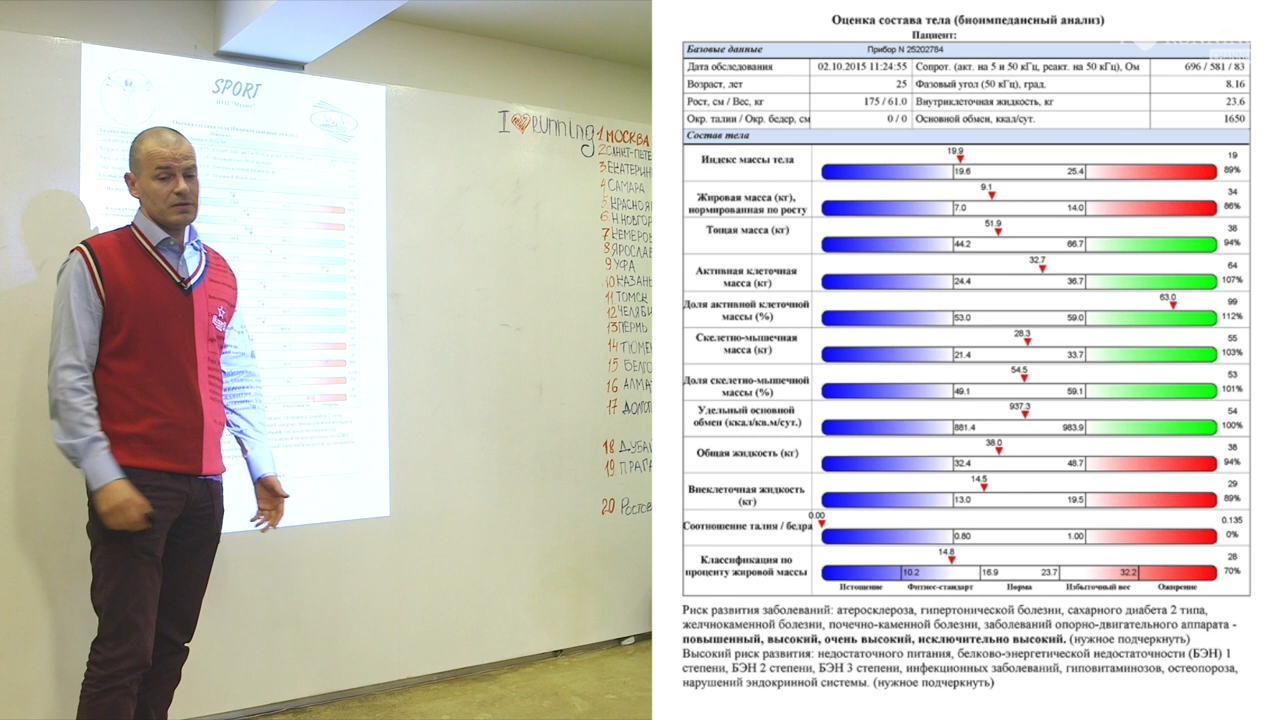 SPORT
I running
1 МОСКВА
2 САНКТ-ПЕТЕ
3 ЕКАТЕРИН
4 САМАРА
5 КРАСНОЯ
6 Н.НОВГОР
7 КЕМЕРОВ
8 ЯРОСЛАВ
9 УФА
10 КАЗАНЬ
11 ТОМСК
12 ЧЕЛЯБИ
13 ПЕРМЬ
14 ТЮМЕ
15 БЕЛГО
16 АЛМА
17 ДОЛГОП
18 ДУБАЙ
19 ПРАГА
20 Ростов
Оценка состава тела (биоимпедансный анализ)
Пациент:
Базовые данные Прибор N 25202784
Дата обследования 02.10.2015 11:24:55 Сопрот. (акт. на 5 и 50 кГц, реакт. на 50 кГц), Ом 696 / 581 / 83
Возраст, лет 25 Фазовый угол (50 кГц), град. 8.16
Рост, см / Вес, кг 175 / 61.0 Внутриклеточная жидкость, кг 23.6
Окр. талии / Окр. бедер, см 0 / 0 Основной обмен, ккал/сут. 1650
Состав тела
Индекс массы тела 19.9 19.6 25.4 19 89%
Жировая масса (кг), нормированная по росту 9.1 7.0 14.0 34 86%
Тощая масса (кг) 51.9 44.2 66.7 38 94%
Активная клеточная масса (кг) 32.7 24.4 36.7 64 107%
Доля активной клеточной массы (%) 63.0 53.0 59.0 99 112%
Скелетно-мышечная масса (кг) 28.3 21.4 33.7 55 103%
Доля скелетно-мышечной массы (%) 54.5 49.1 59.1 53 101%
Удельный основной обмен (ккал/кв.м/сут.) 937.3 881.4 983.9 54 100%
Общая жидкость (кг) 38.0 32.4 48.7 38 94%
Внеклеточная жидкость (кг) 14.5 13.0 19.5 29 89%
Соотношение талия / бедра 0.00 0.80 1.00 0.135 0%
Классификация по проценту жировой массы 14.8 10.2 16.9 23.7 32.2 28 70%
Истощение Фитнес-стандарт Норма Избыточный вес Ожирение
Риск развития заболеваний: атеросклероза, гипертонической болезни, сахарного диабета 2 типа,
желчнокаменной болезни, почечно-каменной болезни, заболеваний опорно-двигательного аппарата -
повышенный, высокий, очень высокий, исключительно высокий. (нужное подчеркнуть)
Высокий риск развития: недостаточного питания, белково-энергетической недостаточности (БЭН) 1
степени, БЭН 2 степени, БЭН 3 степени, инфекционных заболеваний, гиповитаминозов, остеопороза,
нарушений эндокринной системы. (нужное подчеркнуть)